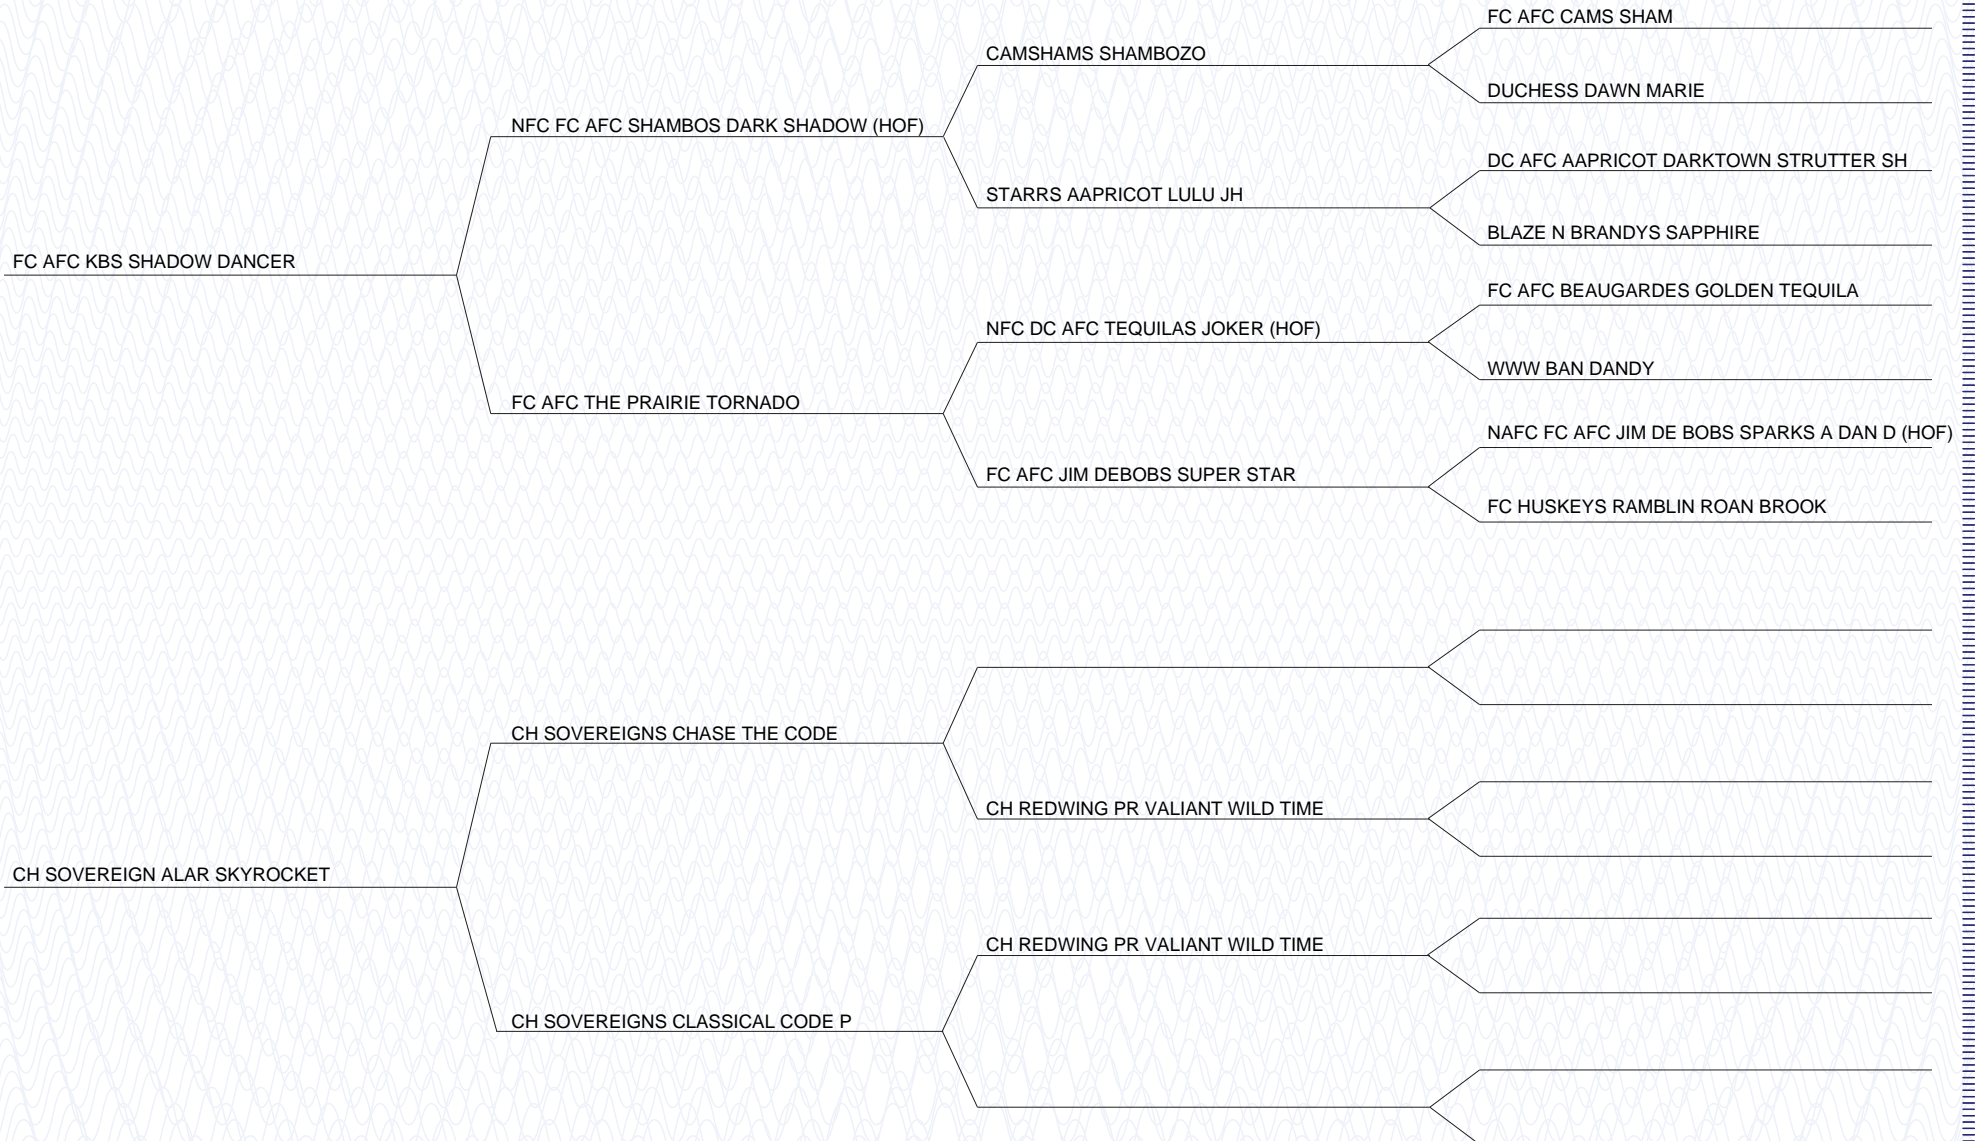 FC AFC CAMS SHAM
CAMSHAMS SHAMBOZO
DUCHESS DAWN MARIE
NFC FC AFC SHAMBOS DARK SHADOW (HOF)
DC AFC AAPRICOT DARKTOWN STRUTTER SH
STARRS AAPRICOT LULU JH
BLAZE N BRANDYS SAPPHIRE
FC AFC KBS SHADOW DANCER
FC AFC BEAUGARDES GOLDEN TEQUILA
NFC DC AFC TEQUILAS JOKER (HOF)
WWW BAN DANDY
FC AFC THE PRAIRIE TORNADO
NAFC FC AFC JIM DE BOBS SPARKS A DAN D (HOF)
FC AFC JIM DEBOBS SUPER STAR
FC HUSKEYS RAMBLIN ROAN BROOK
CH SOVEREIGNS CHASE THE CODE
CH REDWING PR VALIANT WILD TIME
CH SOVEREIGN ALAR SKYROCKET
CH REDWING PR VALIANT WILD TIME
CH SOVEREIGNS CLASSICAL CODE P